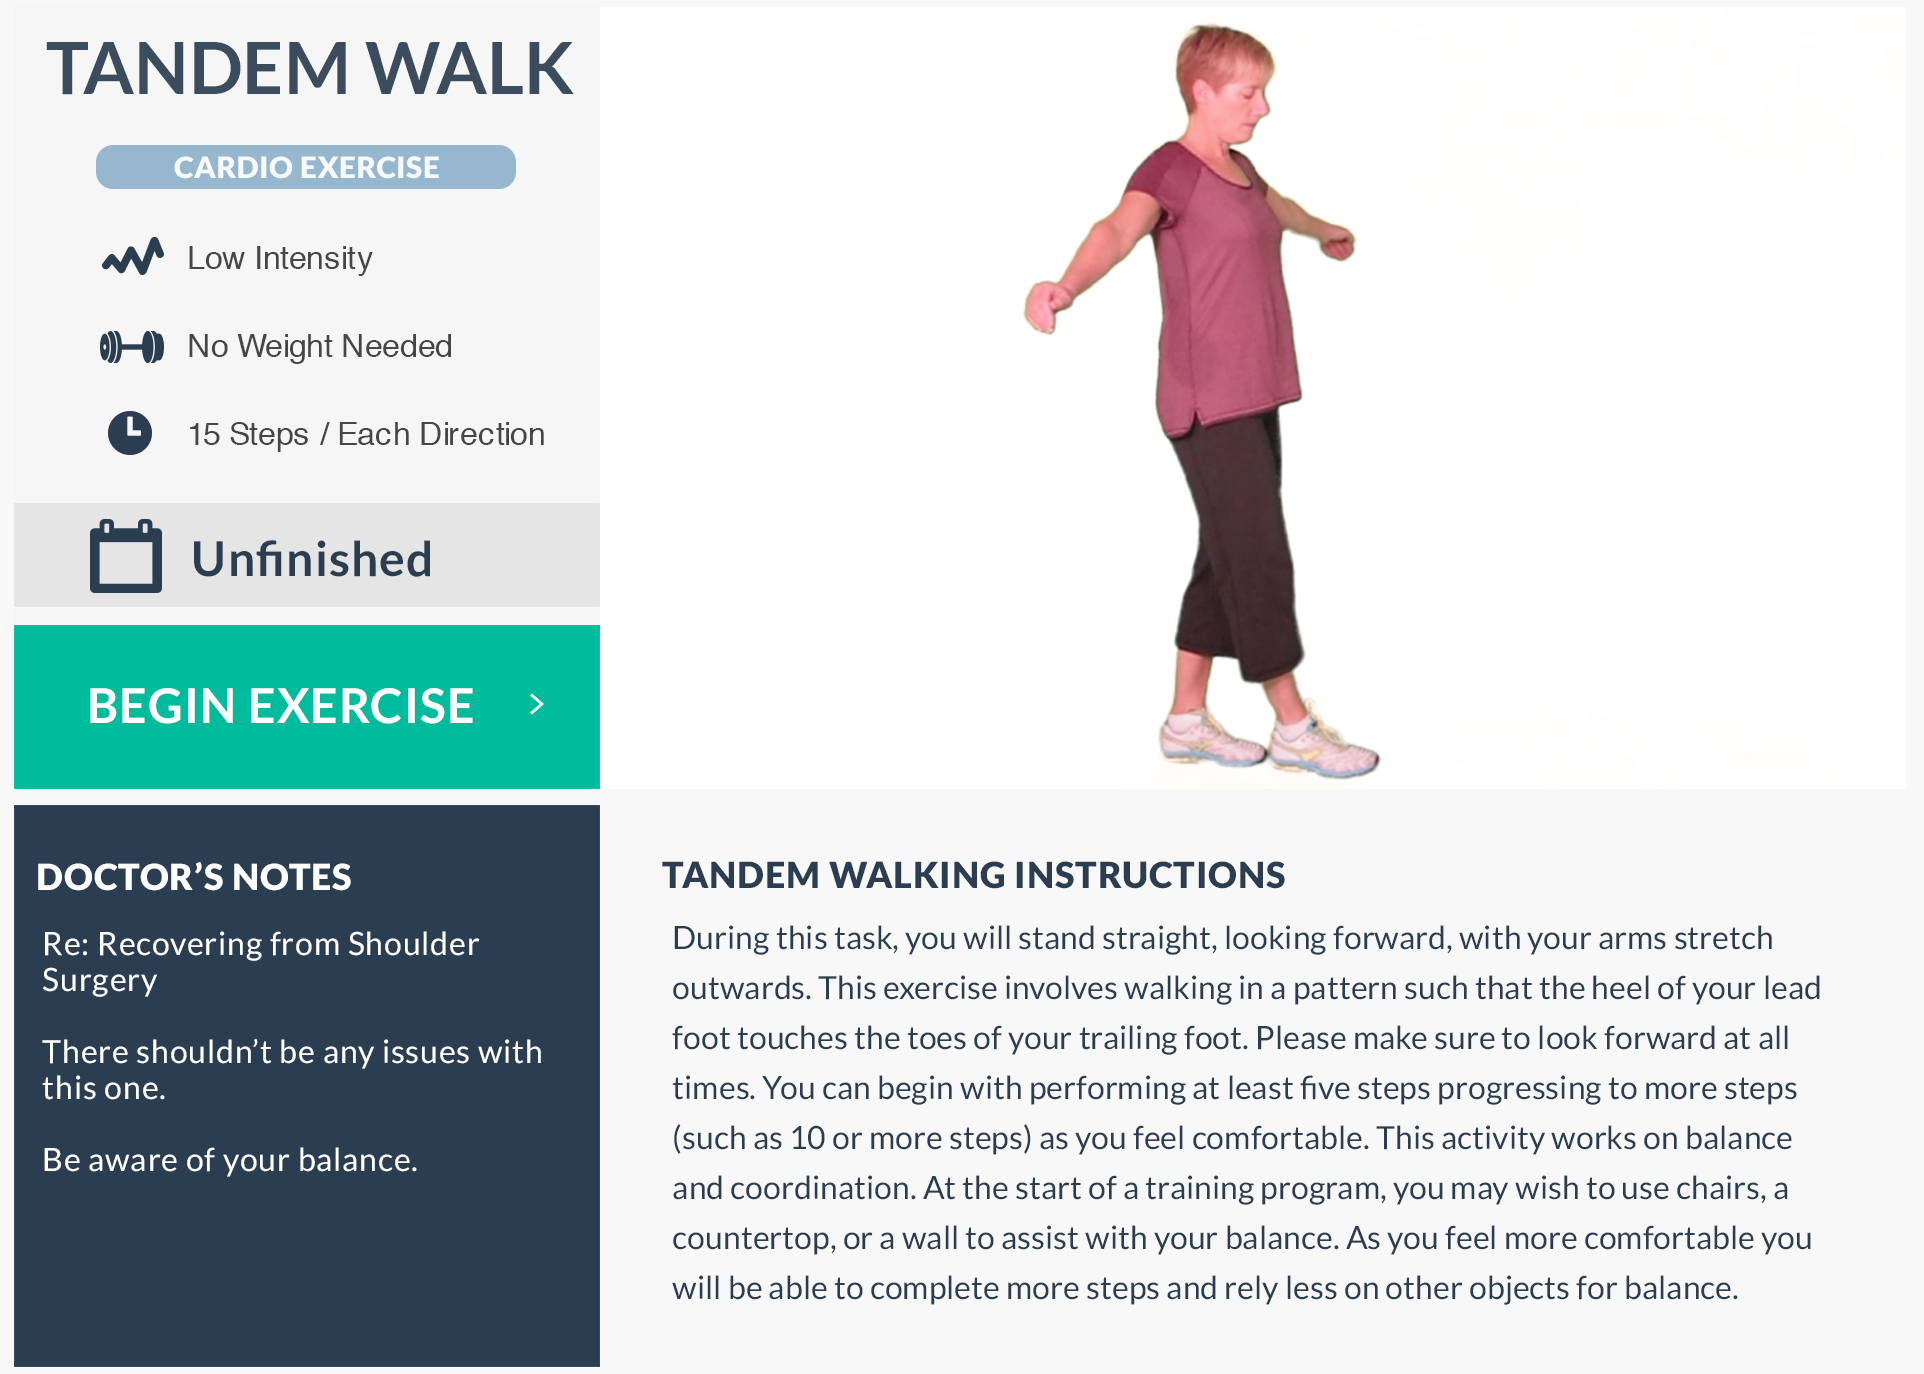 TANDEM WALK
CARDIO EXERCISE
Low Intensity
No Weight Needed
15 Steps / Each Direction
Unfinished
BEGIN EXERCISE >
DOCTOR’S NOTES
Re: Recovering from Shoulder
Surgery
There shouldn’t be any issues with
this one.
Be aware of your balance.
TANDEM WALKING INSTRUCTIONS
During this task, you will stand straight, looking forward, with your arms stretch
outwards. This exercise involves walking in a pattern such that the heel of your lead
foot touches the toes of your trailing foot. Please make sure to look forward at all
times. You can begin with performing at least five steps progressing to more steps
(such as 10 or more steps) as you feel comfortable. This activity works on balance
and coordination. At the start of a training program, you may wish to use chairs, a
countertop, or a wall to assist with your balance. As you feel more comfortable you
will be able to complete more steps and rely less on other objects for balance.